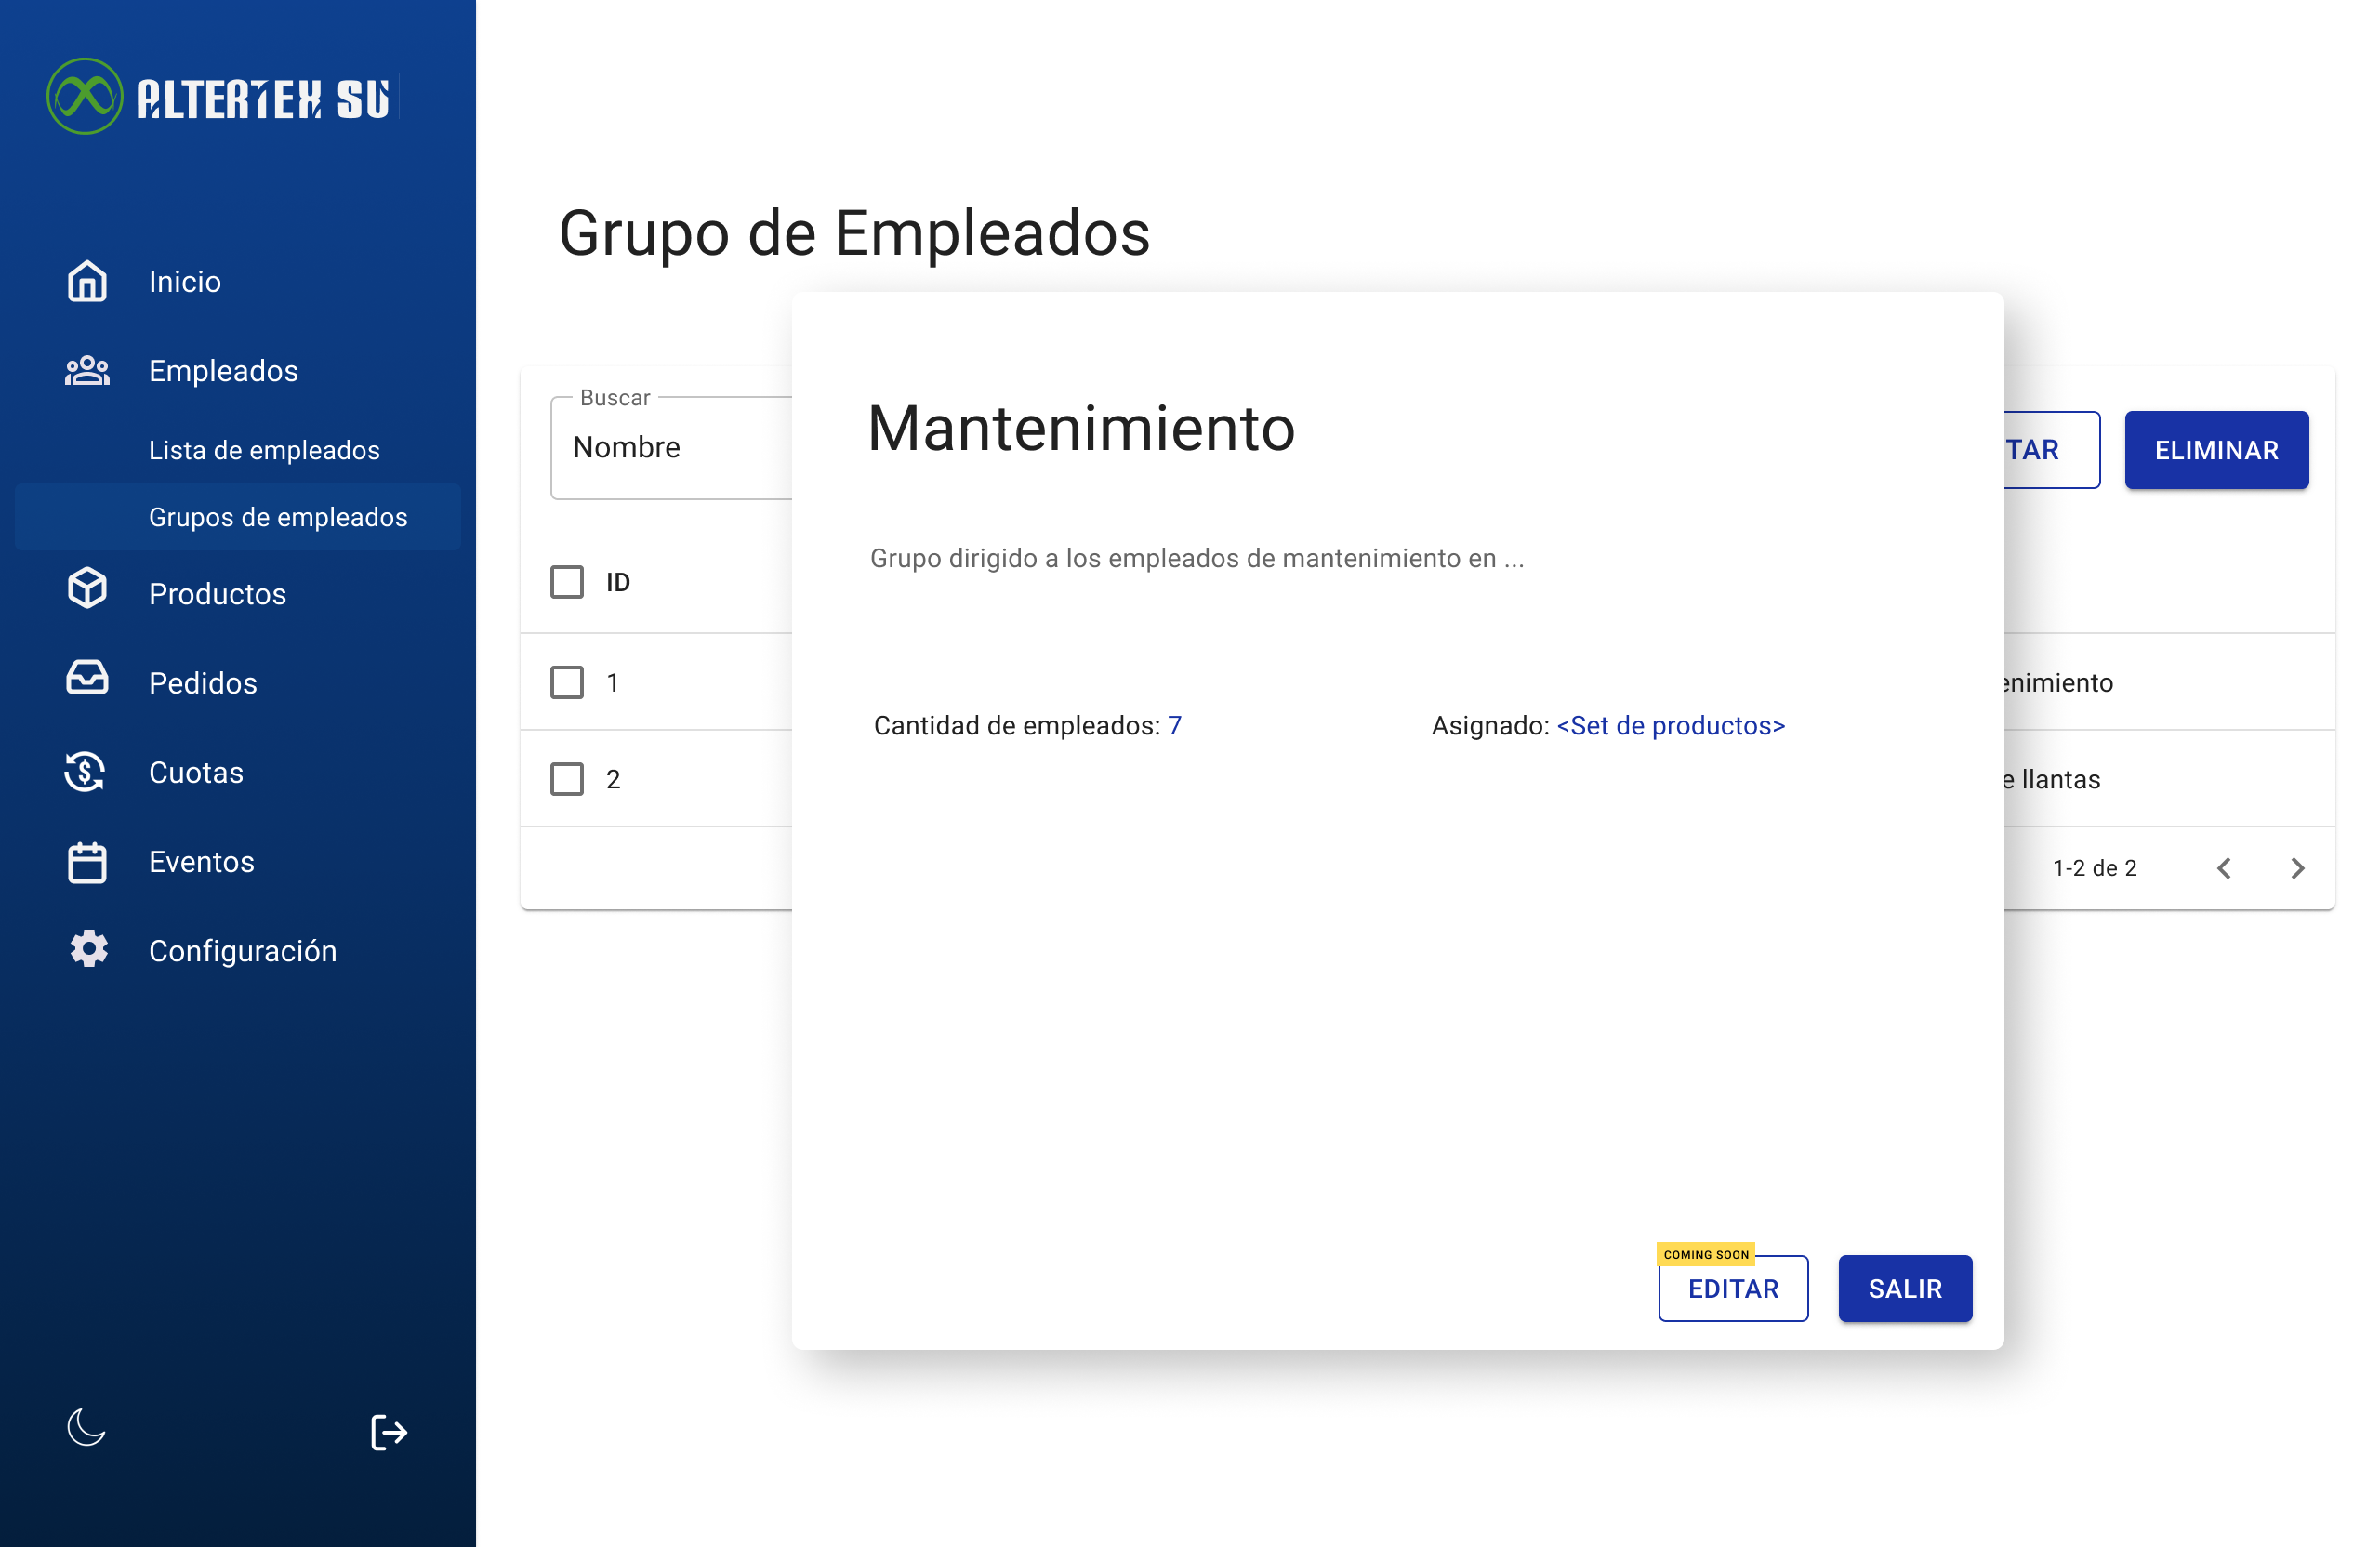 ALTERTEX SU
Inicio
Empleados
Lista de empleados
Grupos de empleados
Productos
Pedidos
Cuotas
Eventos
Configuración
Grupo de Empleados
Buscar
Nombre
TAR
ELIMINAR
ID
1
enimiento
2
e llantas
1-2 de 2
Mantenimiento
Grupo dirigido a los empleados de mantenimiento en ...
Cantidad de empleados: 7
Asignado: <Set de productos>
COMING SOON
EDITAR
SALIR